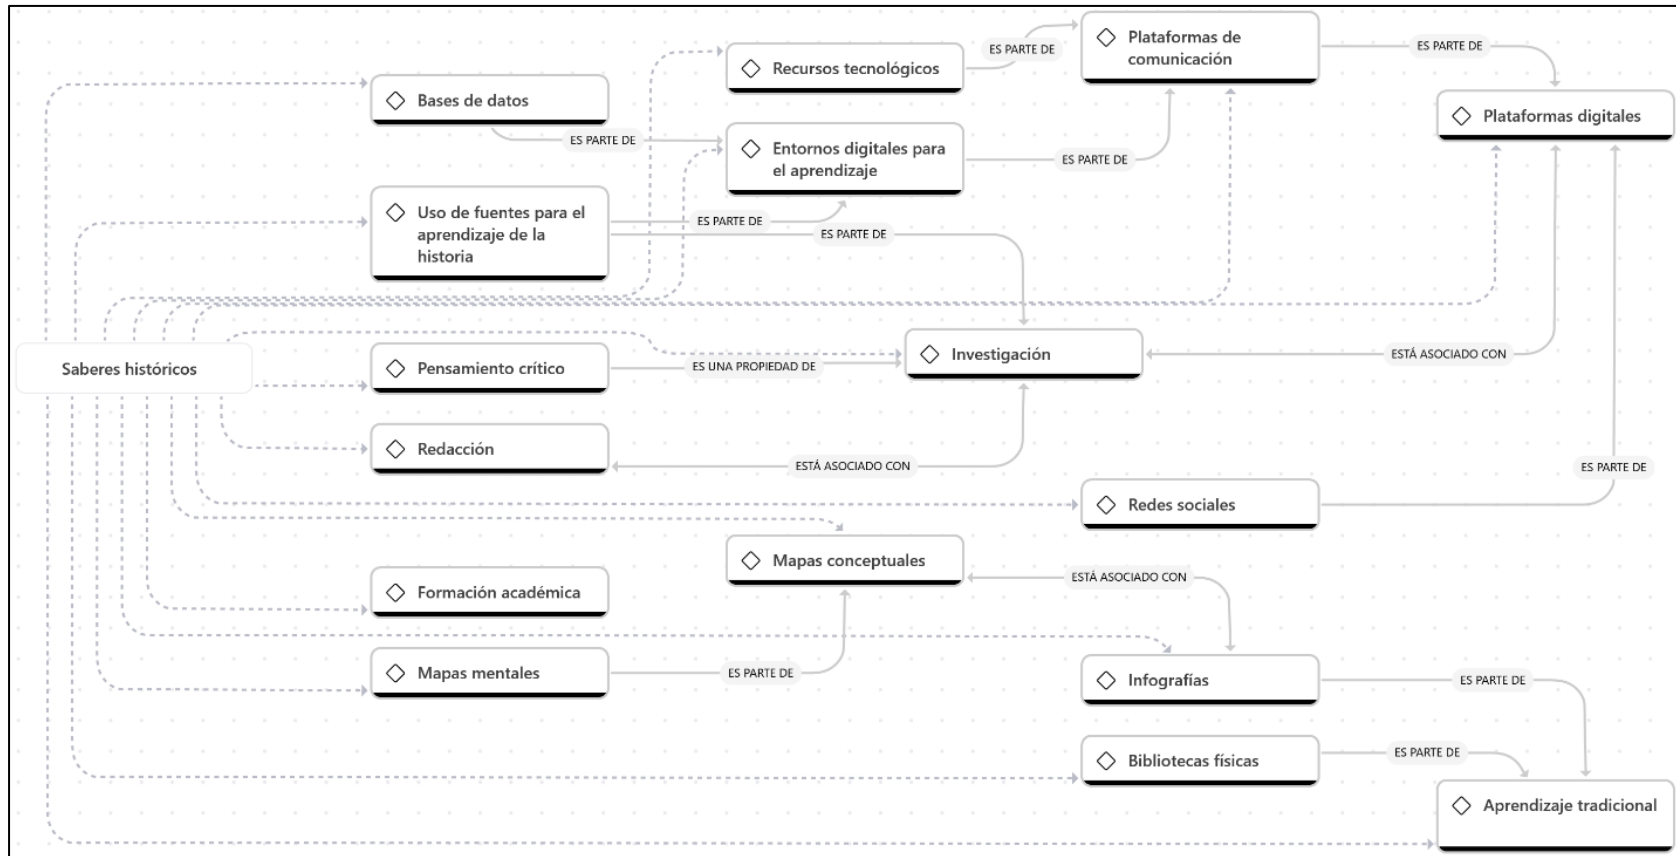 Saberes históricos
Bases de datos
ES PARTE DE
Uso de fuentes para el
aprendizaje de la
historia
ES PARTE DE
ES PARTE DE
Recursos tecnológicos
ES PARTE DE
Entornos digitales para
el aprendizaje
ES PARTE DE
Plataformas de
comunicación
ES PARTE DE
Plataformas digitales
Pensamiento crítico
ES UNA PROPIEDAD DE
Investigación
ESTÁ ASOCIADO CON
Redacción
ESTÁ ASOCIADO CON
Redes sociales
ES PARTE DE
Mapas conceptuales
ESTÁ ASOCIADO CON
Formación académica
Mapas mentales
ES PARTE DE
Infografías
ES PARTE DE
Bibliotecas físicas
ES PARTE DE
Aprendizaje tradicional